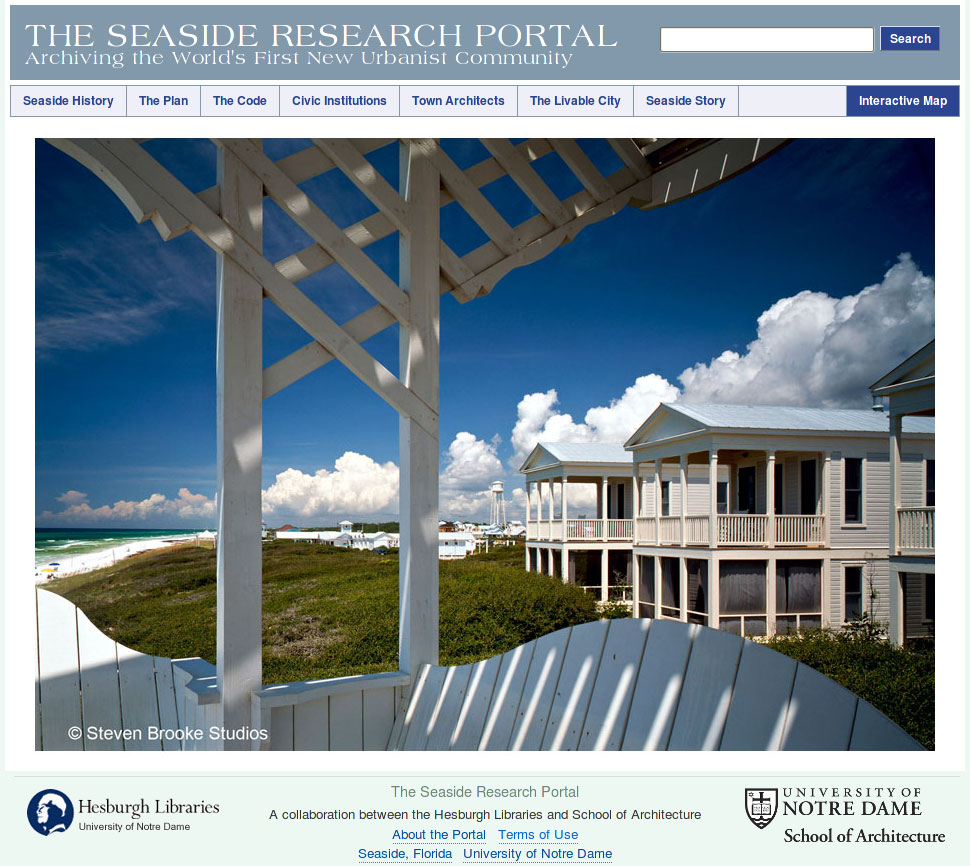 THE SEASIDE RESEARCH PORTAL
Archiving the World's First New Urbanist Community
Search
Seaside History
The Plan
The Code
Civic Institutions
Town Architects
The Livable City
Seaside Story
Interactive Map
© Steven Brooke Studios
Hesburgh Libraries
University of Notre Dame
The Seaside Research Portal
A collaboration between the Hesburgh Libraries and School of Architecture
About the Portal Terms of Use
Seaside, Florida University of Notre Dame
UNIVERSITY OF
NOTRE DAME
School of Architecture